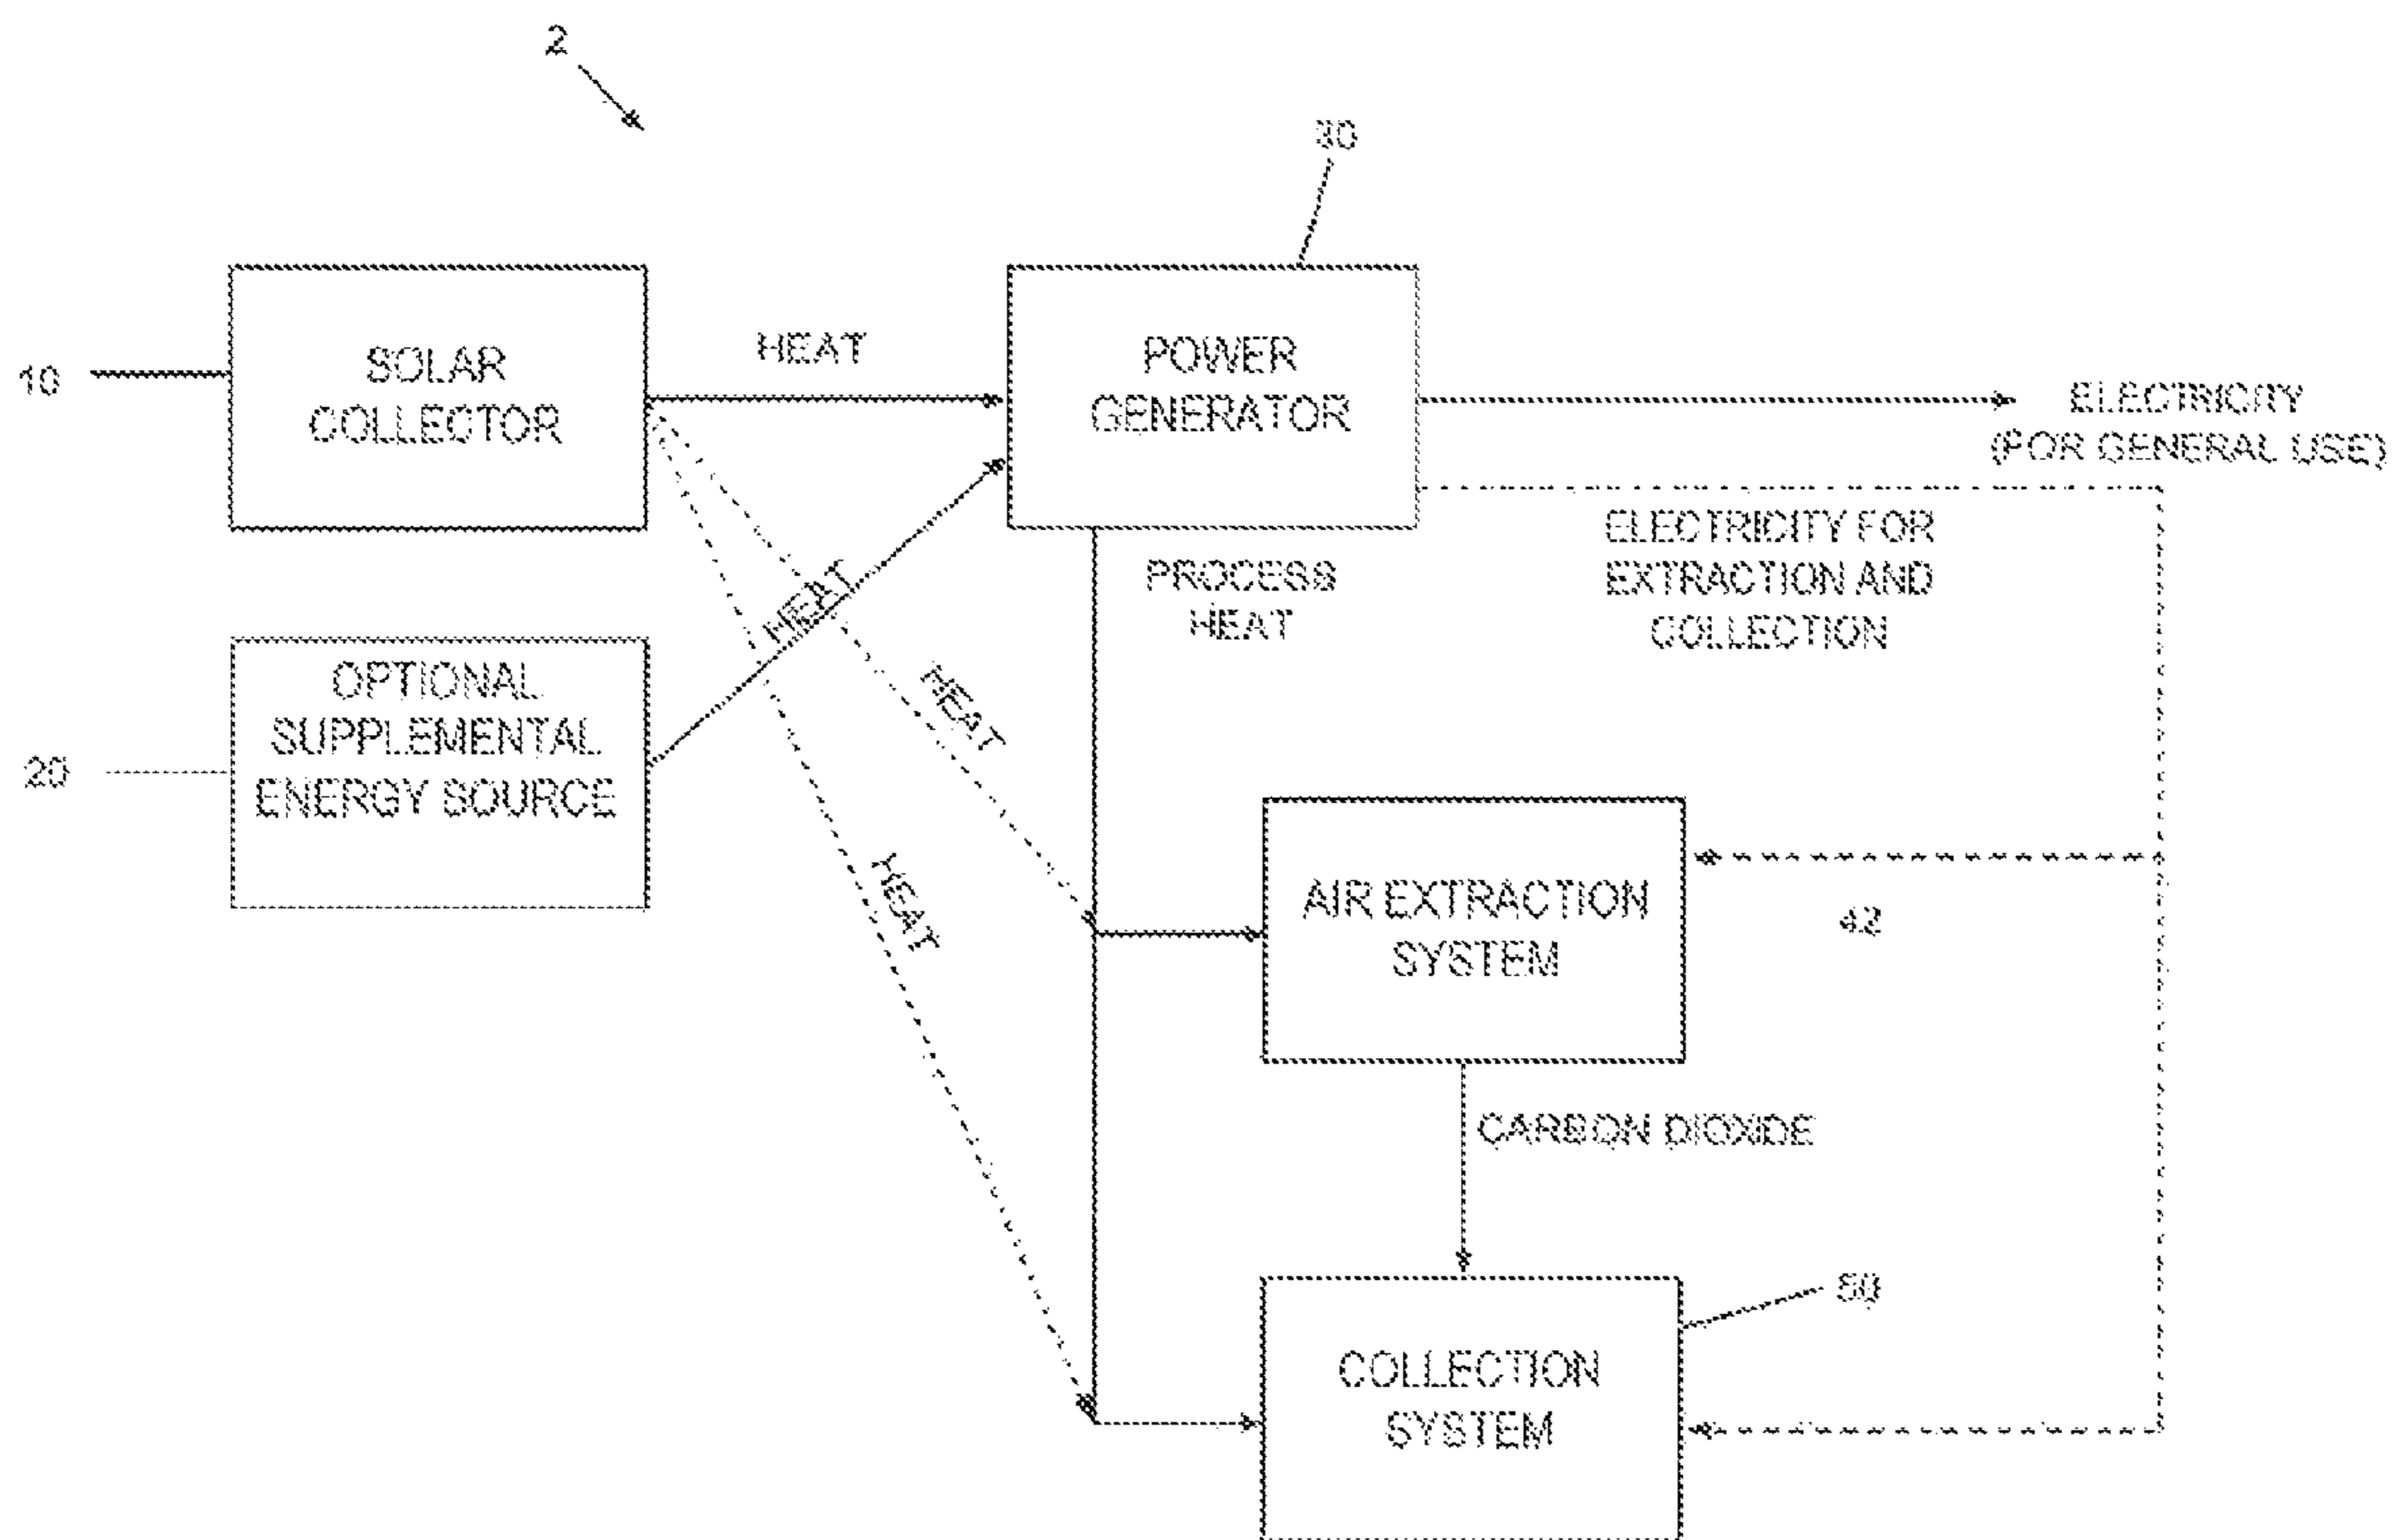 2
30
10
SOLAR
COLLECTOR
HEAT
POWER
GENERATOR
ELECTRICITY
(FOR GENERAL USE)
ELECTRICITY FOR
EXTRACTION AND
COLLECTION
PROCESS
HEAT
HEAT
20
OPTIONAL
SUPPLEMENTAL
ENERGY SOURCE
HEAT
HEAT
AIR EXTRACTION
SYSTEM
42
CARBON DIOXIDE
50
COLLECTION
SYSTEM